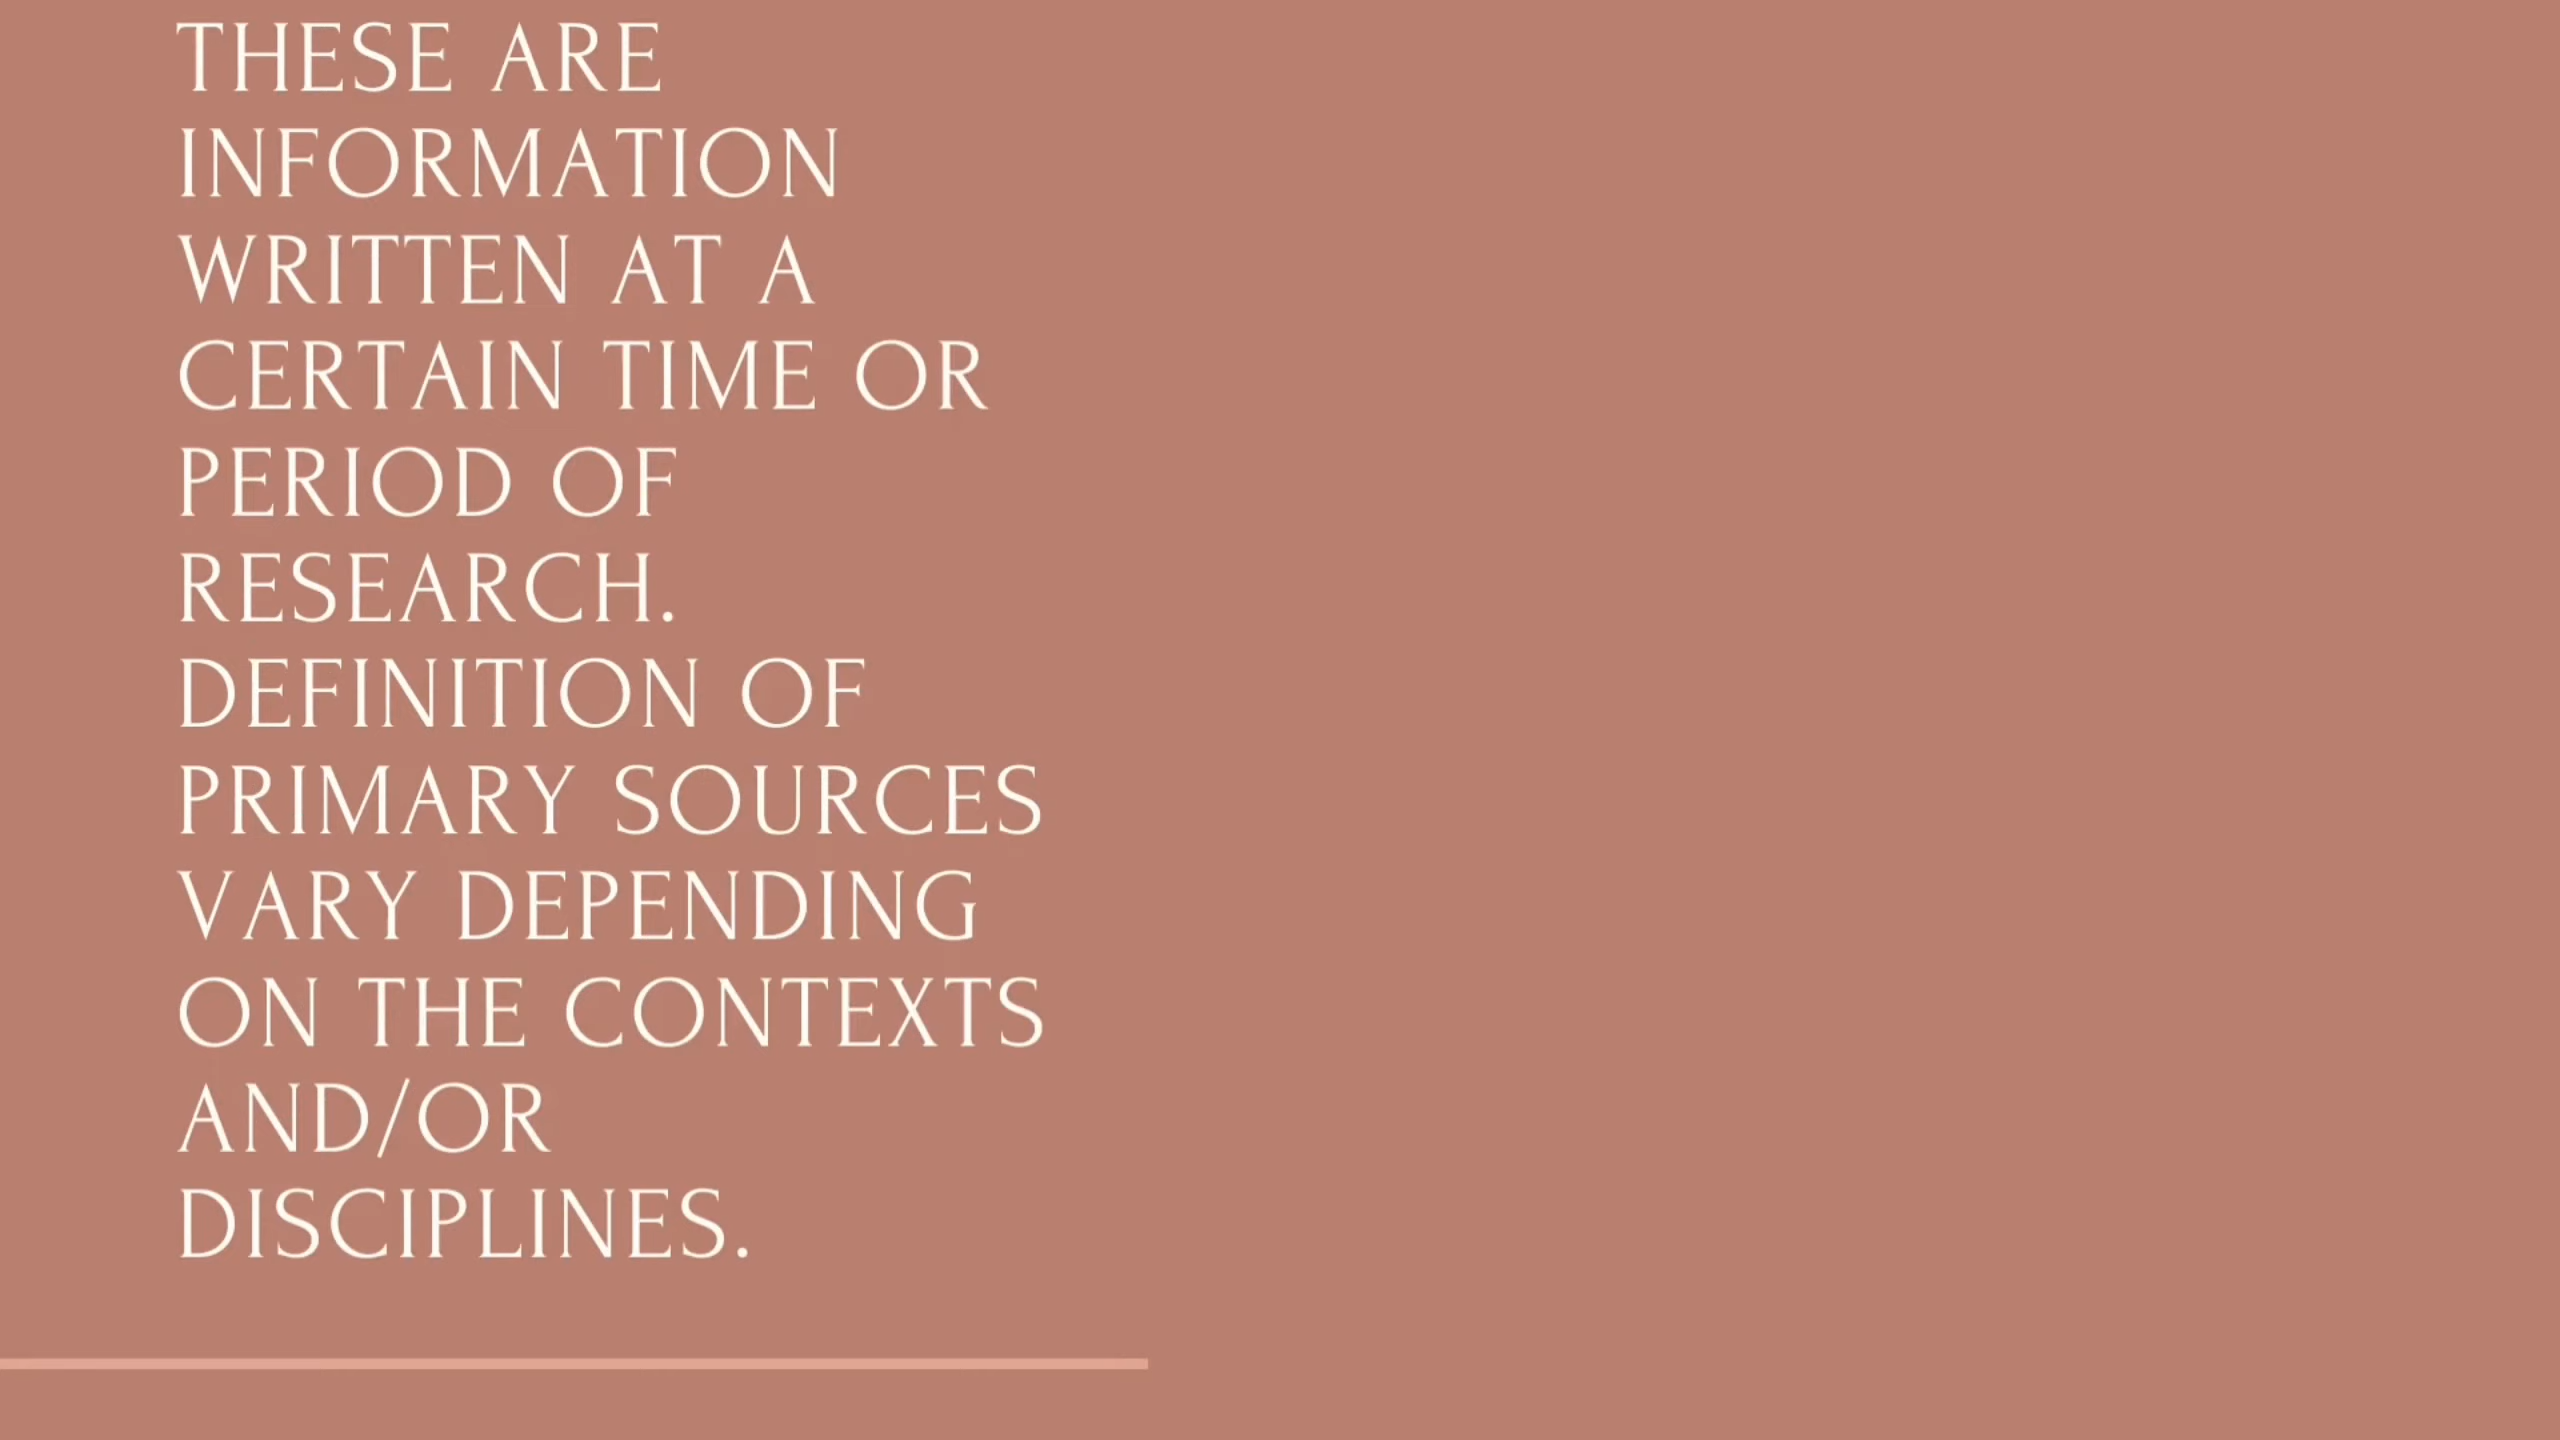 THESE ARE
INFORMATION
WRITTEN AT A
CERTAIN TIME OR
PERIOD OF
RESEARCH.
DEFINITION OF
PRIMARY SOURCES
VARY DEPENDING
ON THE CONTEXTS
AND/OR
DISCIPLINES.